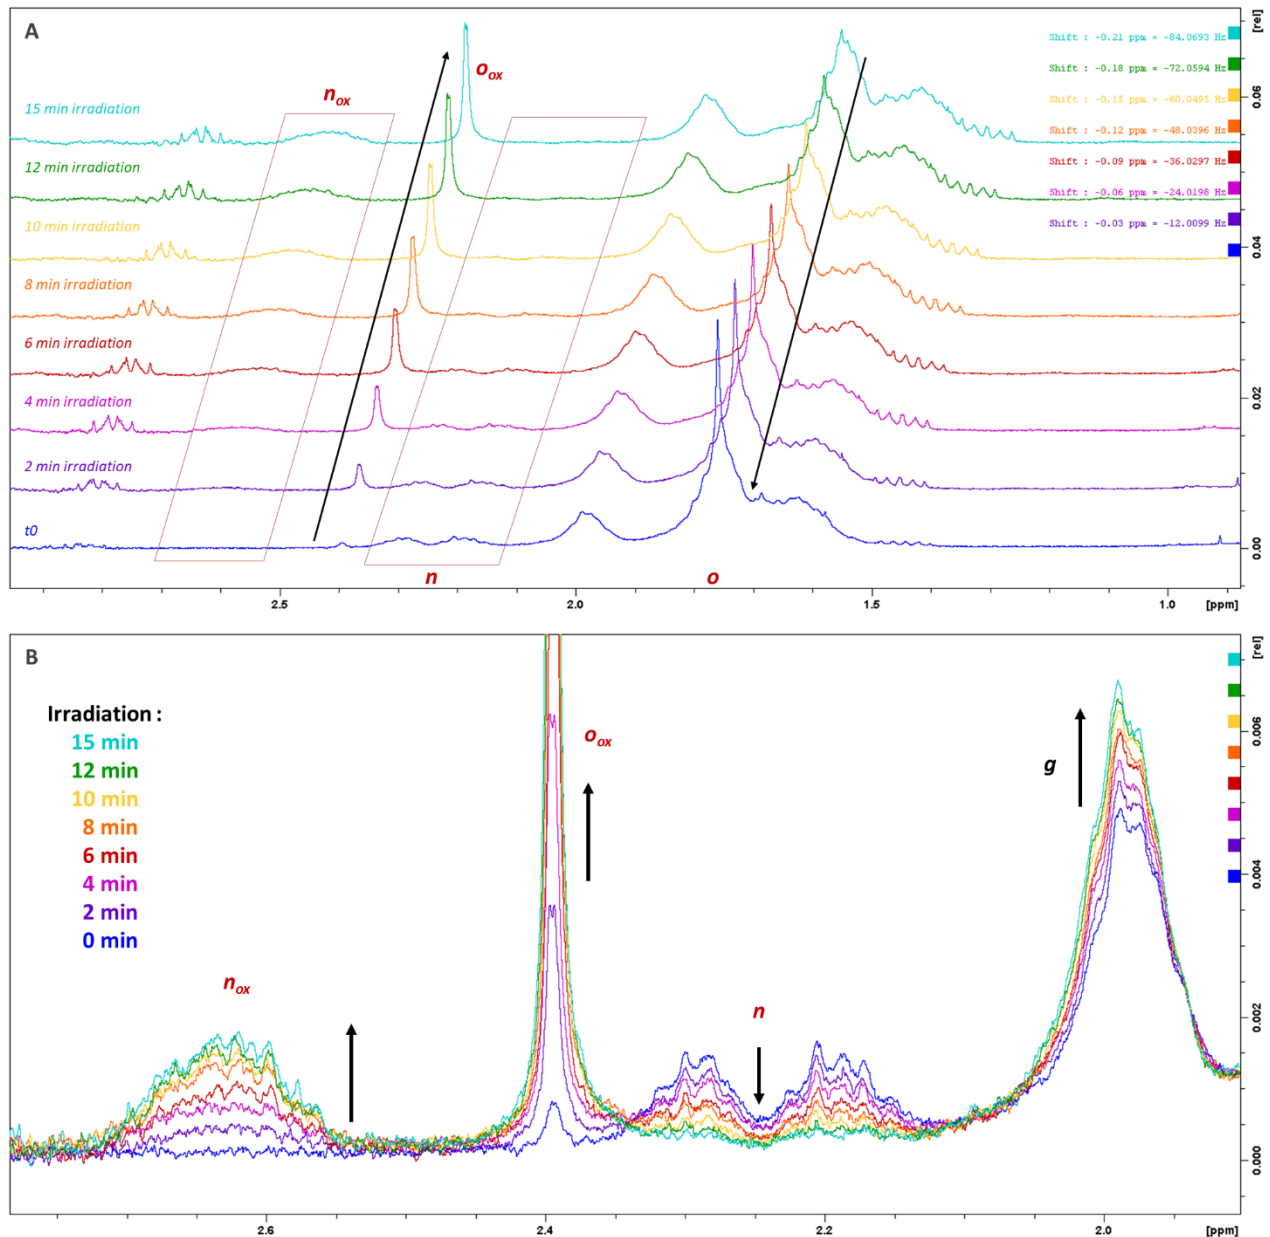 A
[rel]
Shift : -0.21 ppm = -84.0693 Hz
Shift : -0.18 ppm = -72.0594 Hz
Shift : -0.15 ppm = -60.0495 Hz
Shift : -0.12 ppm = -48.0396 Hz
Shift : -0.09 ppm = -36.0297 Hz
Shift : -0.06 ppm = -24.0198 Hz
Shift : -0.03 ppm = -12.0099 Hz
oox
nox
15 min irradiation
12 min irradiation
10 min irradiation
8 min irradiation
6 min irradiation
4 min irradiation
2 min irradiation
t0
0.06
0.04
0.02
0.00
n
o
2.5
2.0
1.5
1.0
[ppm]
B
[rel]
Irradiation :
15 min
12 min
10 min
8 min
6 min
4 min
2 min
0 min
oox
g
nox
n
0.006
0.004
0.002
0.000
2.6
2.4
2.2
2.0
[ppm]